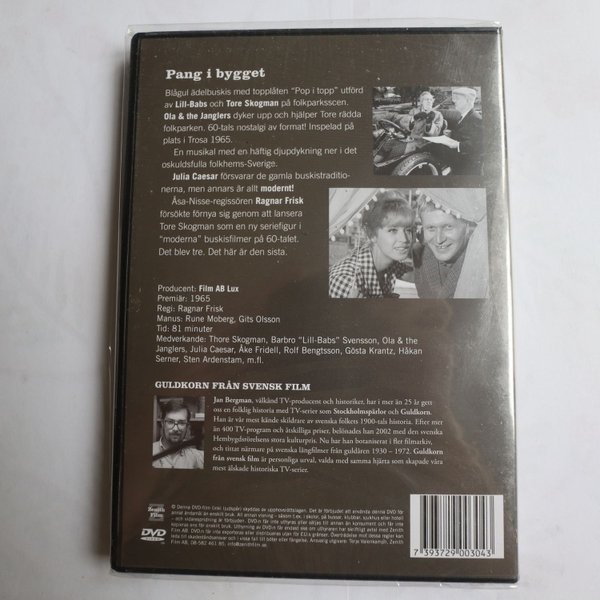 Pang i bygget
Blågul ädelbuskis med topplåten "Pop i topp" utförd
av Lill-Babs och Tore Skogman på folkparksscen.
Ola & the Janglers dyker upp och hjälper Tore rädda
folkparken. 60-tals nostalgi av format! Inspelad på
plats i Trosa 1965.
En musikal med en häftig djupdykning ner i det
oskuldsfulla folkhems-Sverige.
Julia Caesar försvarar de gamla buskistraditio-
nerna, men annars är allt modernt!
Åsa-Nisse-regissören Ragnar Frisk
försökte förnya sig genom att lansera
Tore Skogman som en ny seriefigur i
"moderna" buskisfilmer på 60-talet.
Det blev tre. Det här är den sista.
Producent: Film AB Lux
Premiär: 1965
Regi: Ragnar Frisk
Manus: Rune Moberg, Gits Olsson
Tid: 81 minuter
Medverkande: Thore Skogman, Barbro "Lill-Babs" Svensson, Ola &
the Janglers, Julia Caesar, Åke Fridell, Rolf Bengtsson, Gösta Krantz, Håkan
Serner, Sten Ardenstam, m.fl.
GULDKORN FRÅN SVENSK FILM
Jan Bergman, välkänd TV-producent och historiker, har i mer än 25 år gett
oss en folklig historia med TV-serier som Stockholmspärlor och Guldkorn.
Han är vår mest kände skildrare av svenska folkets 1900-tals historia. Efter mer
än 400 TV-program och åtskilliga priser, belönades han 2002 med den svenska
Hembygdsrörelsens stora kulturpris. Nu har han botaniserat i fler filmarkiv,
och tittat närmare på svensk långfilmer från guldåren 1930 – 1972. Guldkorn
från svensk film är personliga urval, valda med samma hjärta som skapade våra
mest älskade historiska TV-serier.
Zenith
Film
DVD
VIDEO
7 393729 003043